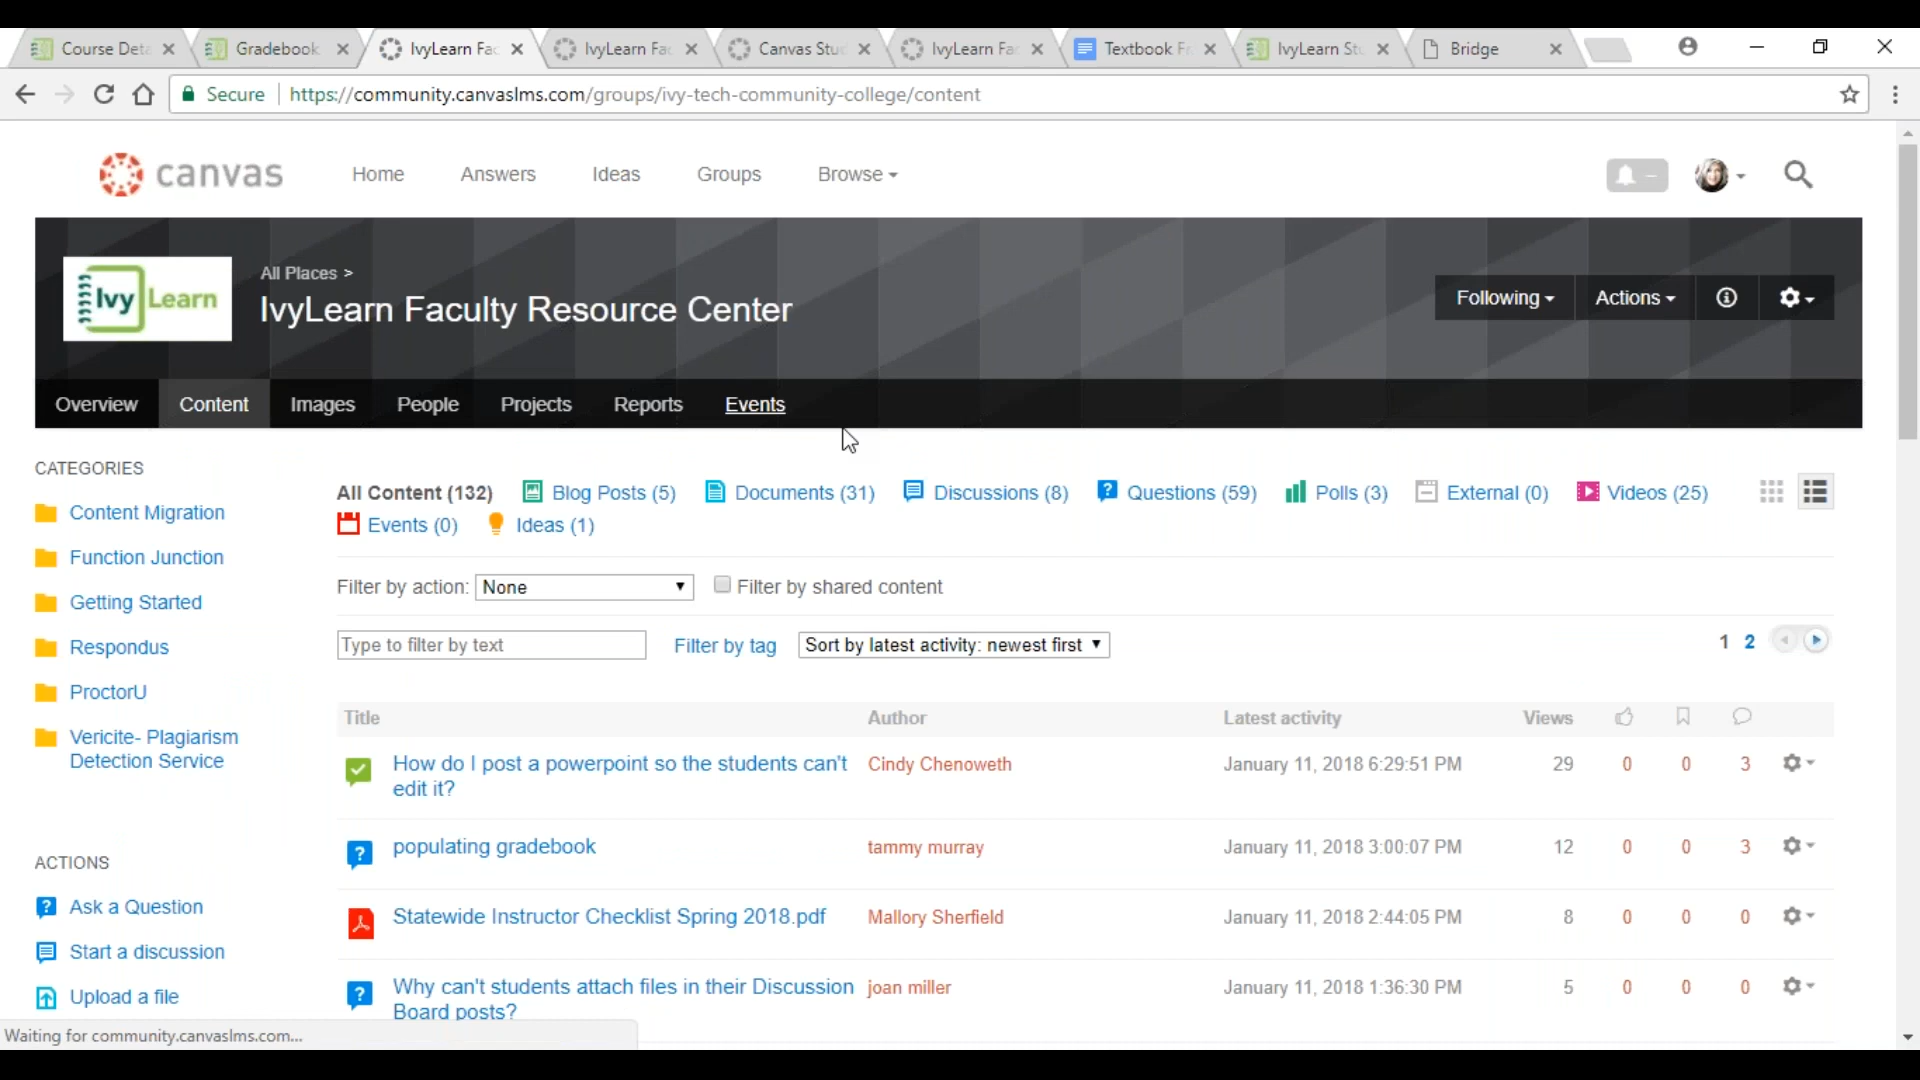 Course Deta
Gradebook
IvyLearn Fac
IvyLearn Fac
Canvas Stud
IvyLearn Fac
Textbook Fr
IvyLearn Stu
Bridge
Secure
https://community.canvaslms.com/groups/ivy-tech-community-college/content
canvas
Home
Answers
Ideas
Groups
Browse
Ivy Learn
All Places >
IvyLearn Faculty Resource Center
Following
Actions
Overview
Content
Images
People
Projects
Reports
Events
CATEGORIES
Content Migration
Function Junction
Getting Started
Respondus
ProctorU
Vericite- Plagiarism
Detection Service
ACTIONS
Ask a Question
Start a discussion
Upload a file
All Content (132)
Blog Posts (5)
Documents (31)
Discussions (8)
Questions (59)
Polls (3)
External (0)
Videos (25)
Events (0)
Ideas (1)
Filter by action: None
Filter by shared content
Type to filter by text
Filter by tag
Sort by latest activity: newest first
1 2
Title Author Latest activity Views
How do I post a powerpoint so the students can't Cindy Chenoweth January 11, 2018 6:29:51 PM 29 0 0 3
edit it?
populating gradebook tammy murray January 11, 2018 3:00:07 PM 12 0 0 3
Statewide Instructor Checklist Spring 2018.pdf Mallory Sherfield January 11, 2018 2:44:05 PM 8 0 0 0
Why can't students attach files in their Discussion joan miller January 11, 2018 1:36:30 PM 5 0 0 0
Board posts?
Waiting for community.canvaslms.com...